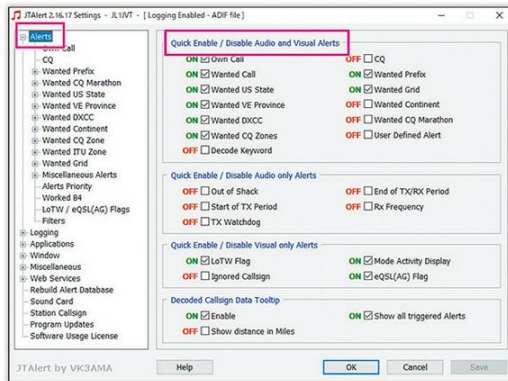 JTAlert 2.16.17 Settings - JL1JVT - [ Logging Enabled - ADIF file ]
Alerts
Own Call
CQ
Wanted Prefix
Wanted CQ Marathon
Wanted US State
Wanted VE Province
Wanted DXCC
Wanted Continent
Wanted CQ Zone
Wanted ITU Zone
Wanted Grid
Miscellaneous Alerts
Alerts Priority
Worked B4
LoTW / eQSL(AG) Flags
Filters
Logging
Applications
Window
Miscellaneous
Web Services
Rebuild Alert Database
Sound Card
Station Callsign
Program Updates
Software Usage License
Quick Enable / Disable Audio and Visual Alerts
ON Own Call OFF CQ
ON Wanted Call ON Wanted Prefix
ON Wanted US State ON Wanted Grid
ON Wanted VE Province OFF Wanted Continent
ON Wanted DXCC OFF Wanted CQ Marathon
ON Wanted CQ Zones OFF User Defined Alert
OFF Decode Keyword
Quick Enable / Disable Audio only Alerts
OFF Out of Shack OFF End of TX/RX Period
OFF Start of TX Period OFF Rx Frequency
OFF TX Watchdog
Quick Enable / Disable Visual only Alerts
ON LoTW Flag ON Mode Activity Display
OFF Ignored Callsign ON eQSL(AG) Flag
Decoded Callsign Data Tooltip
ON Enable ON Show all triggered Alerts
OFF Show distance in Miles
JTAlert by VK3AMA
Help OK Cancel Save